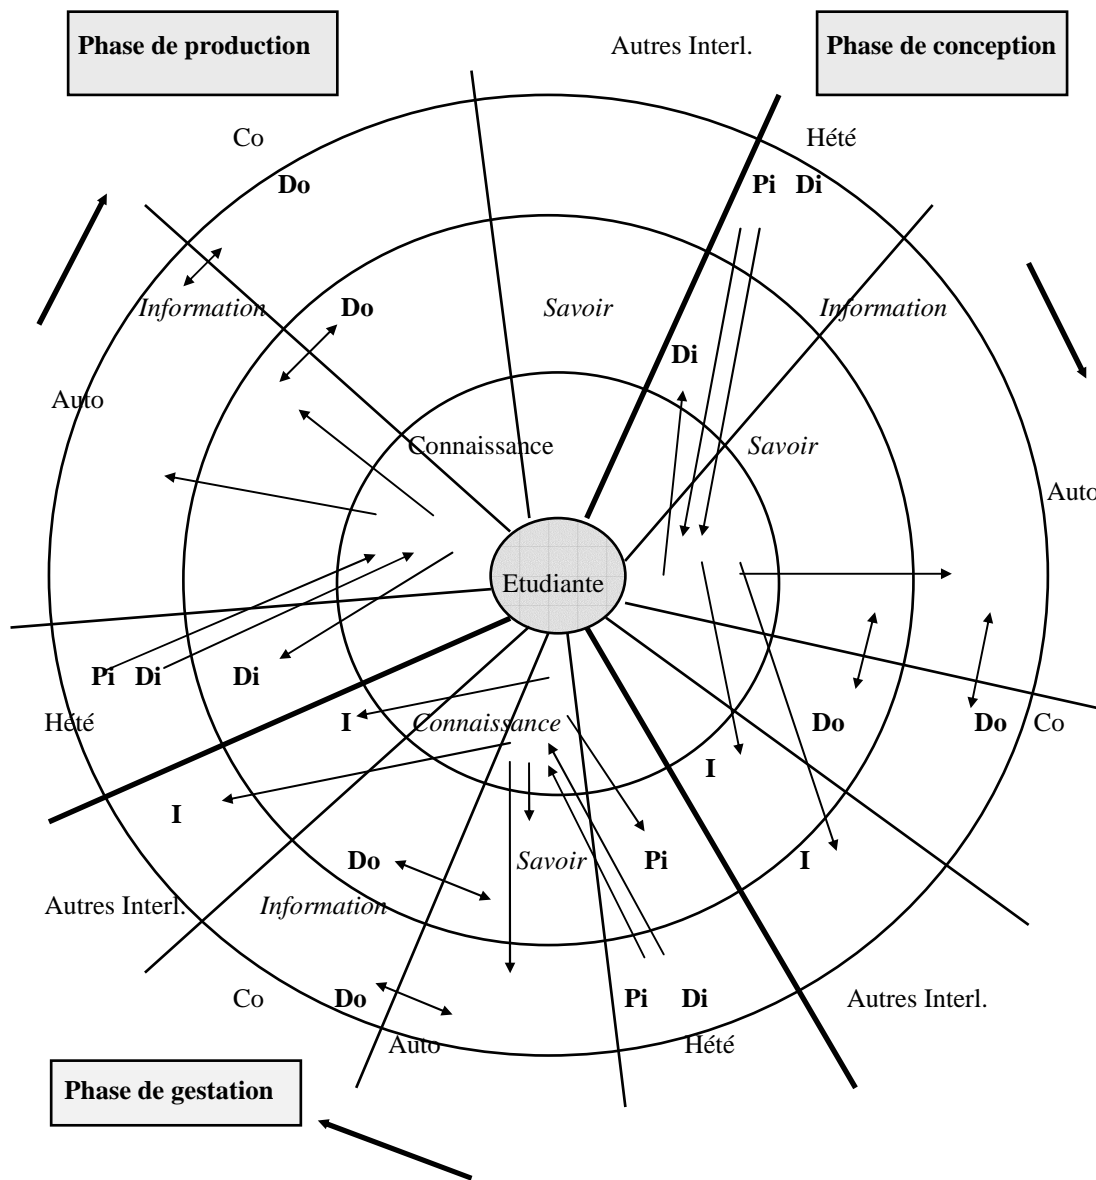 Phase de production
Autres Interl.
Phase de conception
Co
Hété
Do
Pi Di
Information
Do
Savoir
Information
Di
Auto
Connaissance
Savoir
Auto
Etudiante
Pi Di
Di
Hété
I
Connaissance
Do
Do
Co
I
I
Do
Savoir
Pi
I
Autres Interl.
Information
Co
Do
Pi
Di
Autres Interl.
Auto
Hété
Phase de gestation